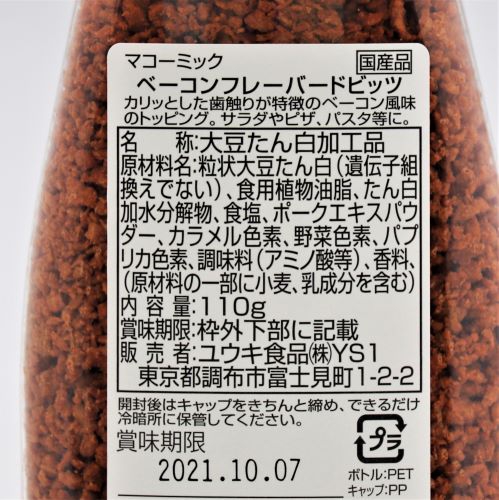 マコーミック 国産品
ベーコンフレーバードビッツ
カリッとした歯触りが特徴のベーコン風味
のトッピング。サラダやピザ、パスタ等に。
名 称:大豆たん白加工品
原材料名:粒状大豆たん白(遺伝子組
換えでない)、食用植物油脂、たん白
加水分解物、食塩、ポークエキスパウ
ダー、カラメル色素、野菜色素、パプ
リカ色素、調味料(アミノ酸等)、香料、
(原材料の一部に小麦、乳成分を含む)
内 容 量:110g
賞味期限:枠外下部に記載
販 売 者:ユウキ食品㈱YS1
東京都調布市富士見町1-2-2
開封後はキャップをきちんと締め、できるだけ
冷暗所に保管してください。
賞味期限
2021.10.07
プラ
ボトル:PET
キャップ:PP